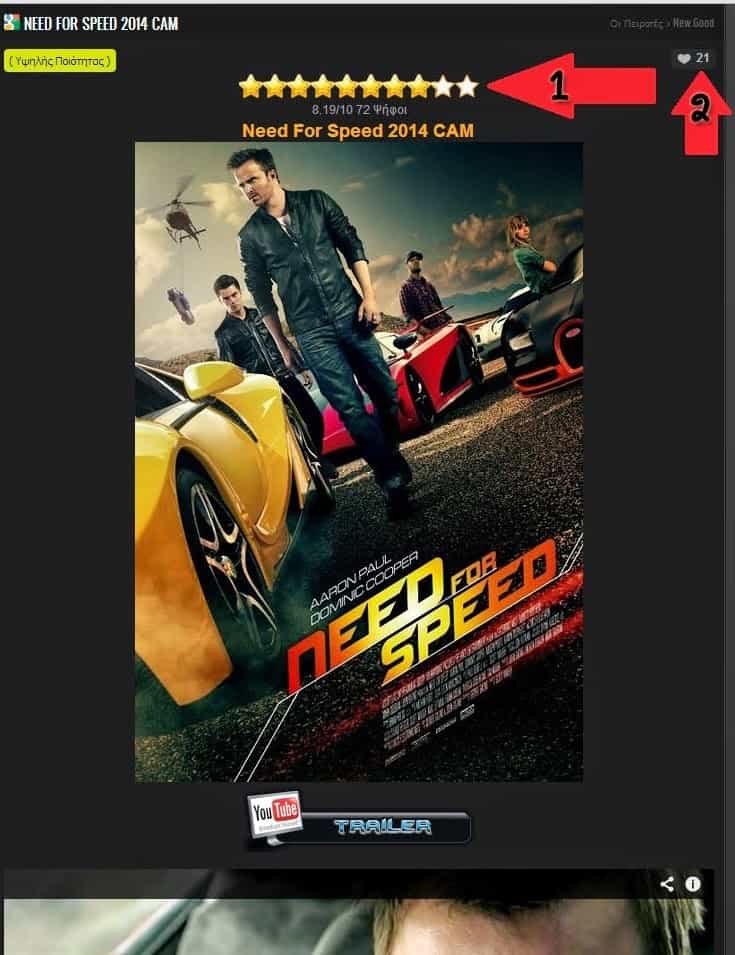 NEED FOR SPEED 2014 CAM
Οι Πειρατές › New Good
( Υψηλής Ποιότητας )
21
1
2
8.19/10 72 Ψήφοι
Need For Speed 2014 CAM
AARON PAUL
DOMINIC COOPER
NEED FOR
SPEED
You Tube
TRAILER